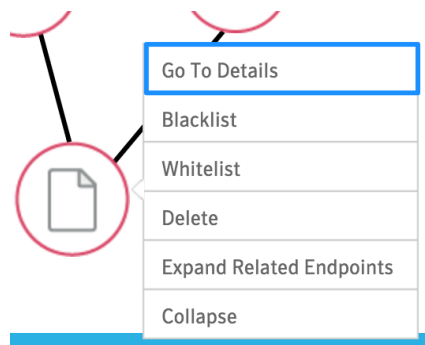 Go To Details
Blacklist
Whitelist
Delete
Expand Related Endpoints
Collapse